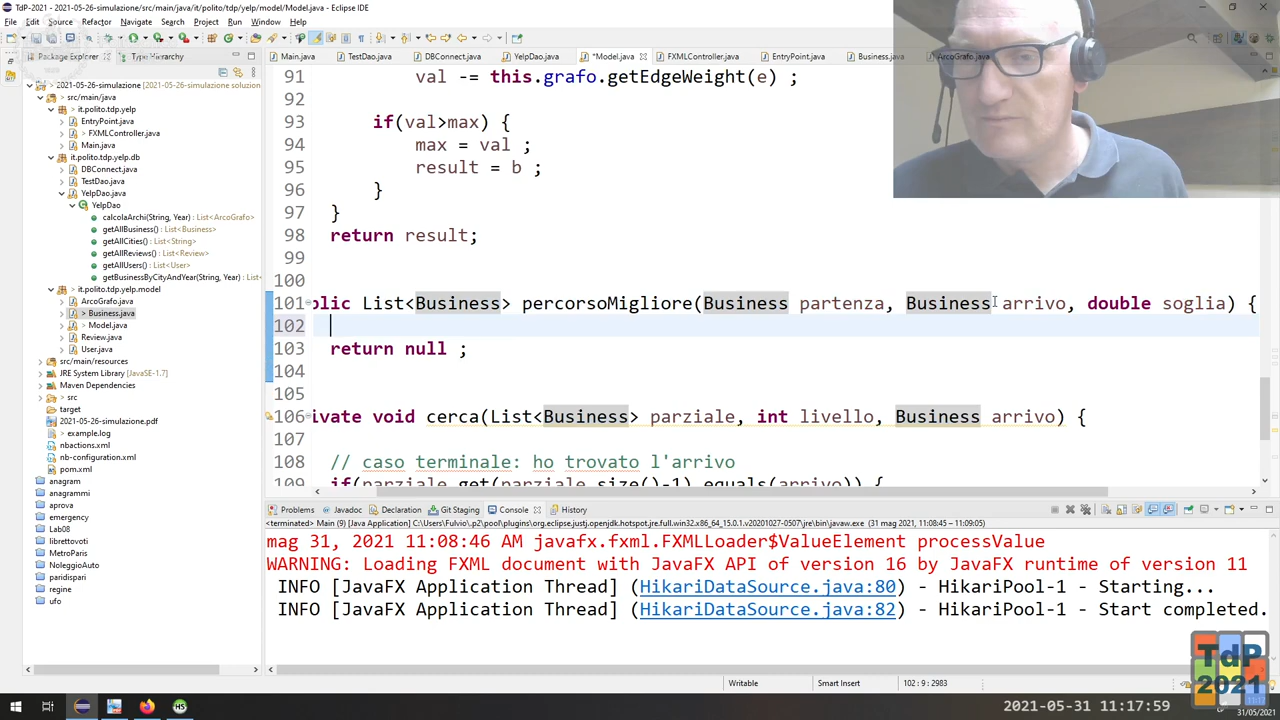 TdP-2021 - 2021-05-26-simulazione/src/main/java/it/polito/tdp/yelp/model/Model.java - Eclipse IDE
File Edit Source Refactor Navigate Search Project Run Window Help
Package Explorer Type Hierarchy
Main.java TestDao.java DBConnect.java YelpDao.java *Model.java FXMLController.java EntryPoint.java Business.java ArcoGrafo.java
2021-05-26-simulazione [2021-05-26-simulazione soluzion
src/main/java
it.polito.tdp.yelp
EntryPoint.java
> FXMLController.java
Main.java
it.polito.tdp.yelp.db
DBConnect.java
TestDao.java
YelpDao.java
YelpDao
calcolaArchi(String, Year) : List<ArcoGrafo>
getAllBusiness() : List<Business>
getAllCities() : List<String>
getAllReviews() : List<Review>
getAllUsers() : List<User>
getBusinessByCityAndYear(String, Year) : List<
it.polito.tdp.yelp.model
ArcoGrafo.java
> Business.java
> Model.java
Review.java
User.java
src/main/resources
JRE System Library [JavaSE-1.7]
Maven Dependencies
> src
target
2021-05-26-simulazione.pdf
> example.log
nbactions.xml
nb-configuration.xml
pom.xml
anagram
anagrammi
aprova
emergency
Lab08
librettovoti
MetroParis
NoleggioAuto
paridispari
regine
ufo
91 val -= this.grafo.getEdgeWeight(e) ;
92
93 if(val>max) {
94 max = val ;
95 result = b ;
96 }
97 }
98 return result;
99
100
101 blic List<Business> percorsoMigliore(Business partenza, Business arrivo, double soglia) {
102
103 return null ;
104
105
106 ivate void cerca(List<Business> parziale, int livello, Business arrivo) {
107
108 // caso terminale: ho trovato l'arrivo
109 if(parziale.get(parziale.size()-1).equals(arrivo)) {
Problems Javadoc Declaration Git Staging Console History
<terminated> Main (9) [Java Application] C:\Users\Fulvio\.p2\pool\plugins\org.eclipse.justj.openjdk.hotspot.jre.full.win32.x86_64_15.0.1.v20201027-0507\jre\bin\javaw.exe (31 mag 2021, 11:08:45 – 11:09:05)
mag 31, 2021 11:08:46 AM javafx.fxml.FXMLLoader$ValueElement processValue
WARNING: Loading FXML document with JavaFX API of version 16 by JavaFX runtime of version 11
INFO [JavaFX Application Thread] (HikariDataSource.java:80) - HikariPool-1 - Starting...
INFO [JavaFX Application Thread] (HikariDataSource.java:82) - HikariPool-1 - Start completed.
Writable Smart Insert 102 : 9 : 2983
TdP
2021
HS
2021-05-31 11:17:59
31/05/2021